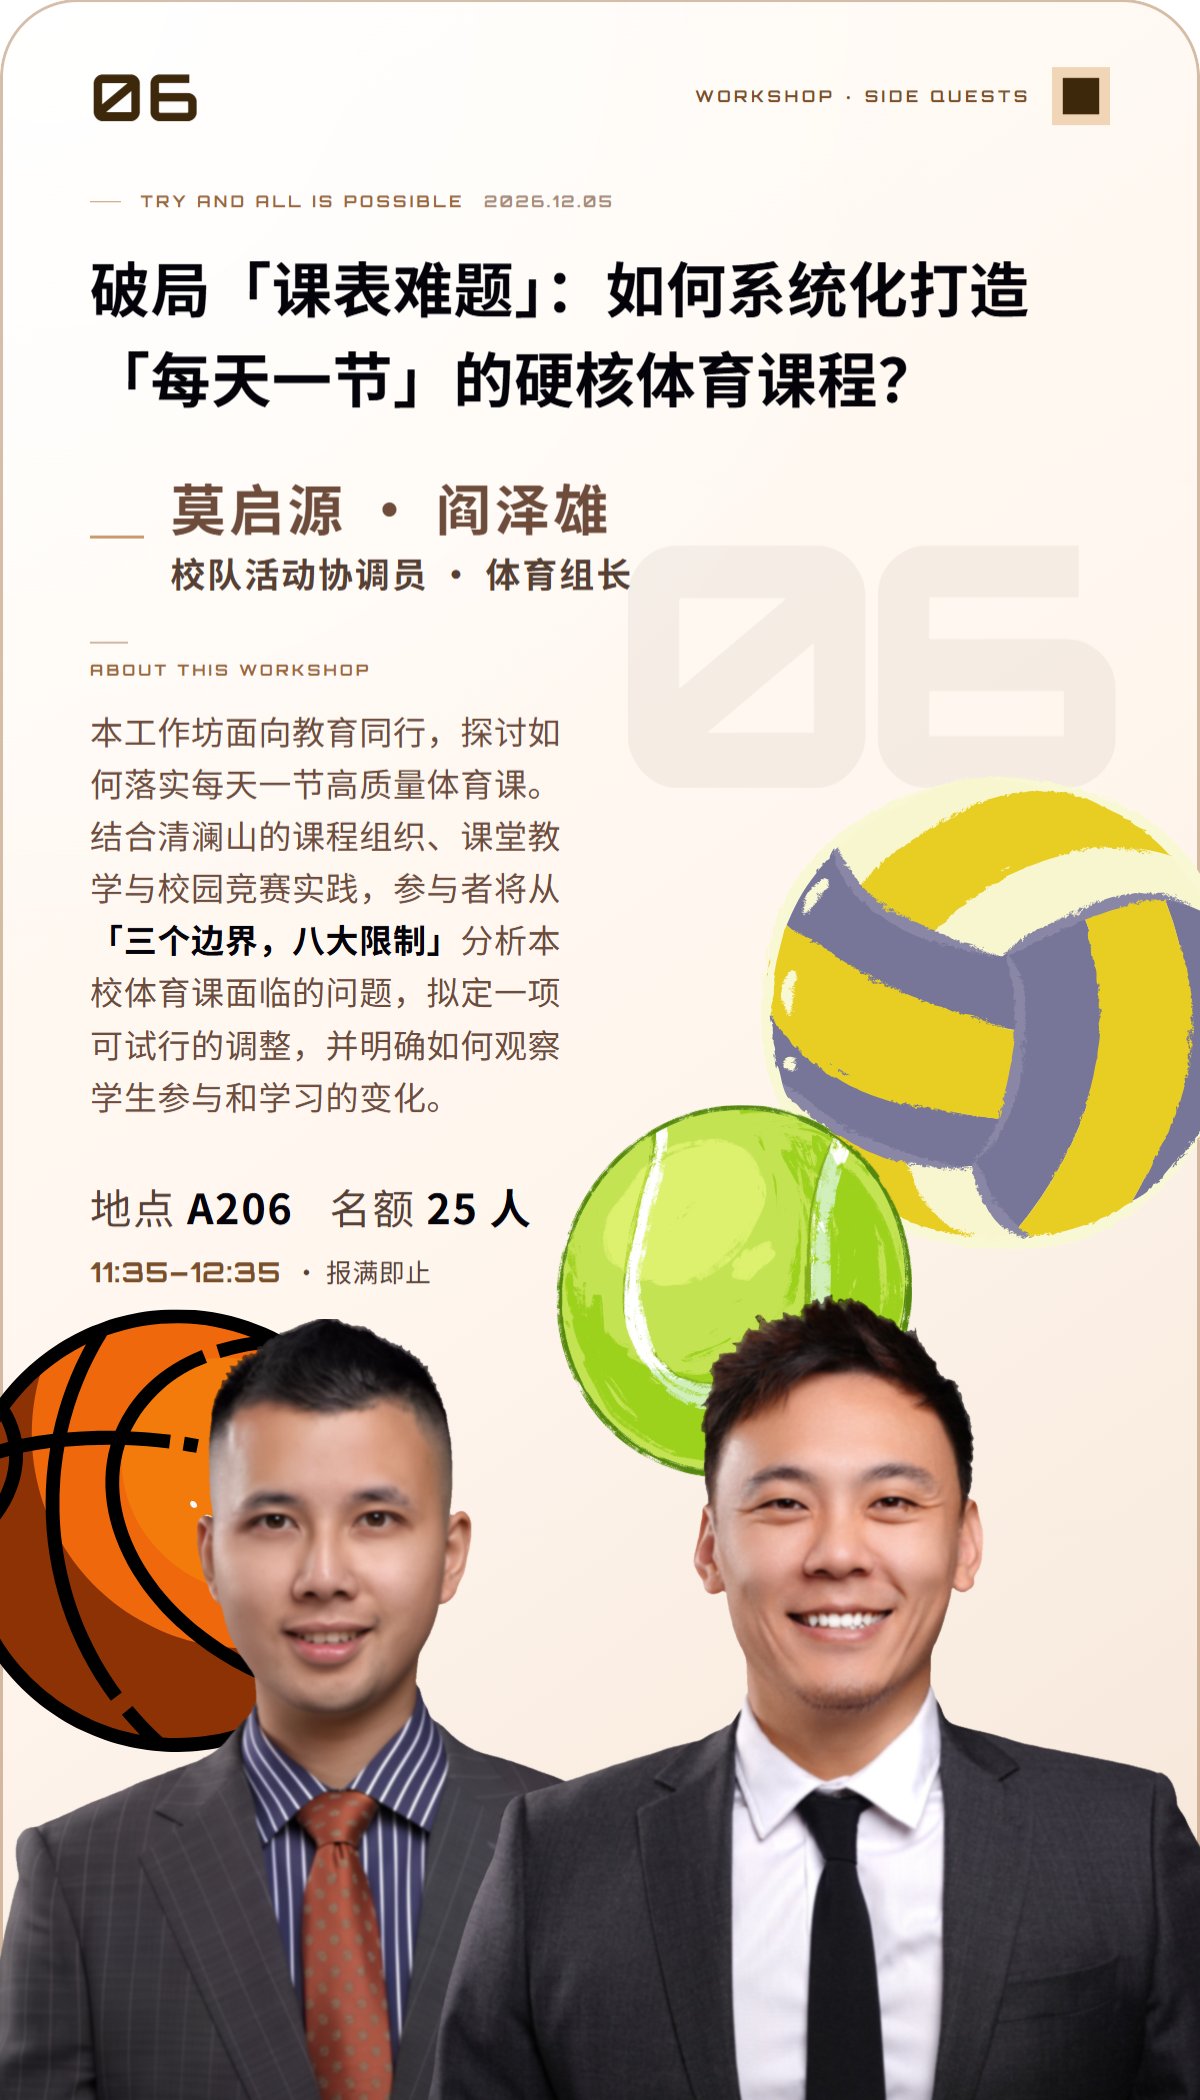 06
WORKSHOP · SIDE QUESTS
TRY AND ALL IS POSSIBLE 2026.12.05
破局「课表难题」：如何系统化打造
「每天一节」的硬核体育课程？
莫启源 · 阎泽雄
校队活动协调员 · 体育组长
06
ABOUT THIS WORKSHOP
本工作坊面向教育同行，探讨如
何落实每天一节高质量体育课。
结合清澜山的课程组织、课堂教
学与校园竞赛实践，参与者将从
「三个边界，八大限制」分析本
校体育课面临的问题，拟定一项
可试行的调整，并明确如何观察
学生参与和学习的变化。
地点 A206 名额 25 人
11:35–12:35 · 报满即止